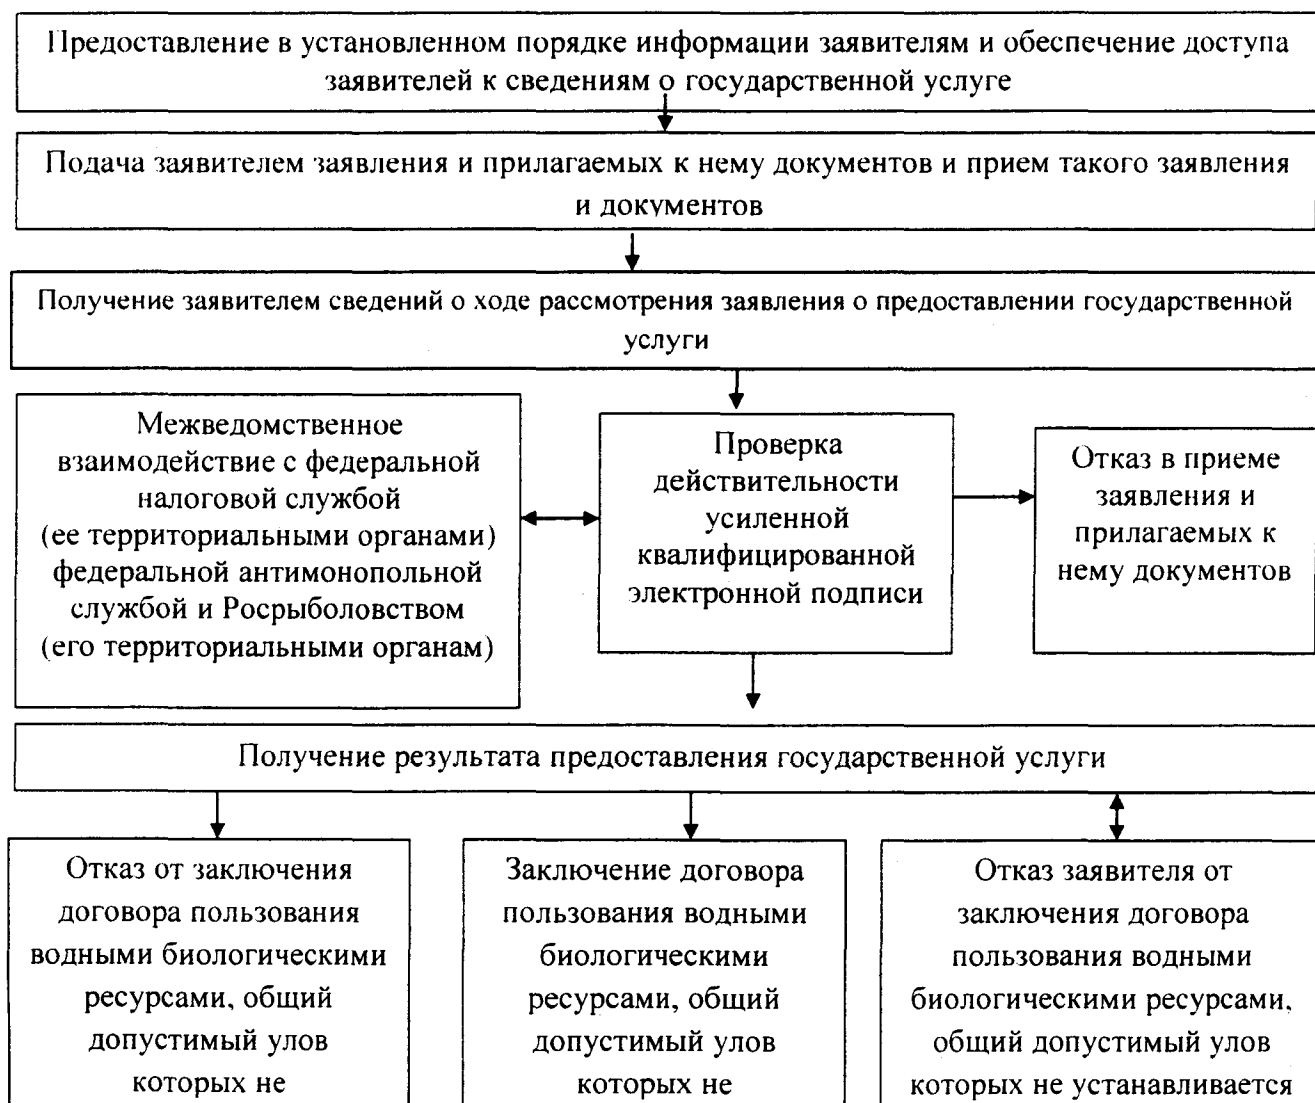 Предоставление в установленном порядке информации заявителям и обеспечение доступа
заявителей к сведениям о государственной услуге
Подача заявителем заявления и прилагаемых к нему документов и прием такого заявления
и документов
Получение заявителем сведений о ходе рассмотрения заявления о предоставлении государственной
услуги
Межведомственное
взаимодействие с федеральной
налоговой службой
(ее территориальными органами)
федеральной антимонопольной
службой и Росрыболовством
(его территориальными органам)
Проверка
действительности
усиленной
квалифицированной
электронной подписи
Отказ в приеме
заявления и
прилагаемых к
нему документов
Получение результата предоставления государственной услуги
Отказ от заключения
договора пользования
водными биологическими
ресурсами, общий
допустимый улов
которых не
Заключение договора
пользования водными
биологическими
ресурсами, общий
допустимый улов
которых не
Отказ заявителя от
заключения договора
пользования водными
биологическими ресурсами,
общий допустимый улов
которых не устанавливается